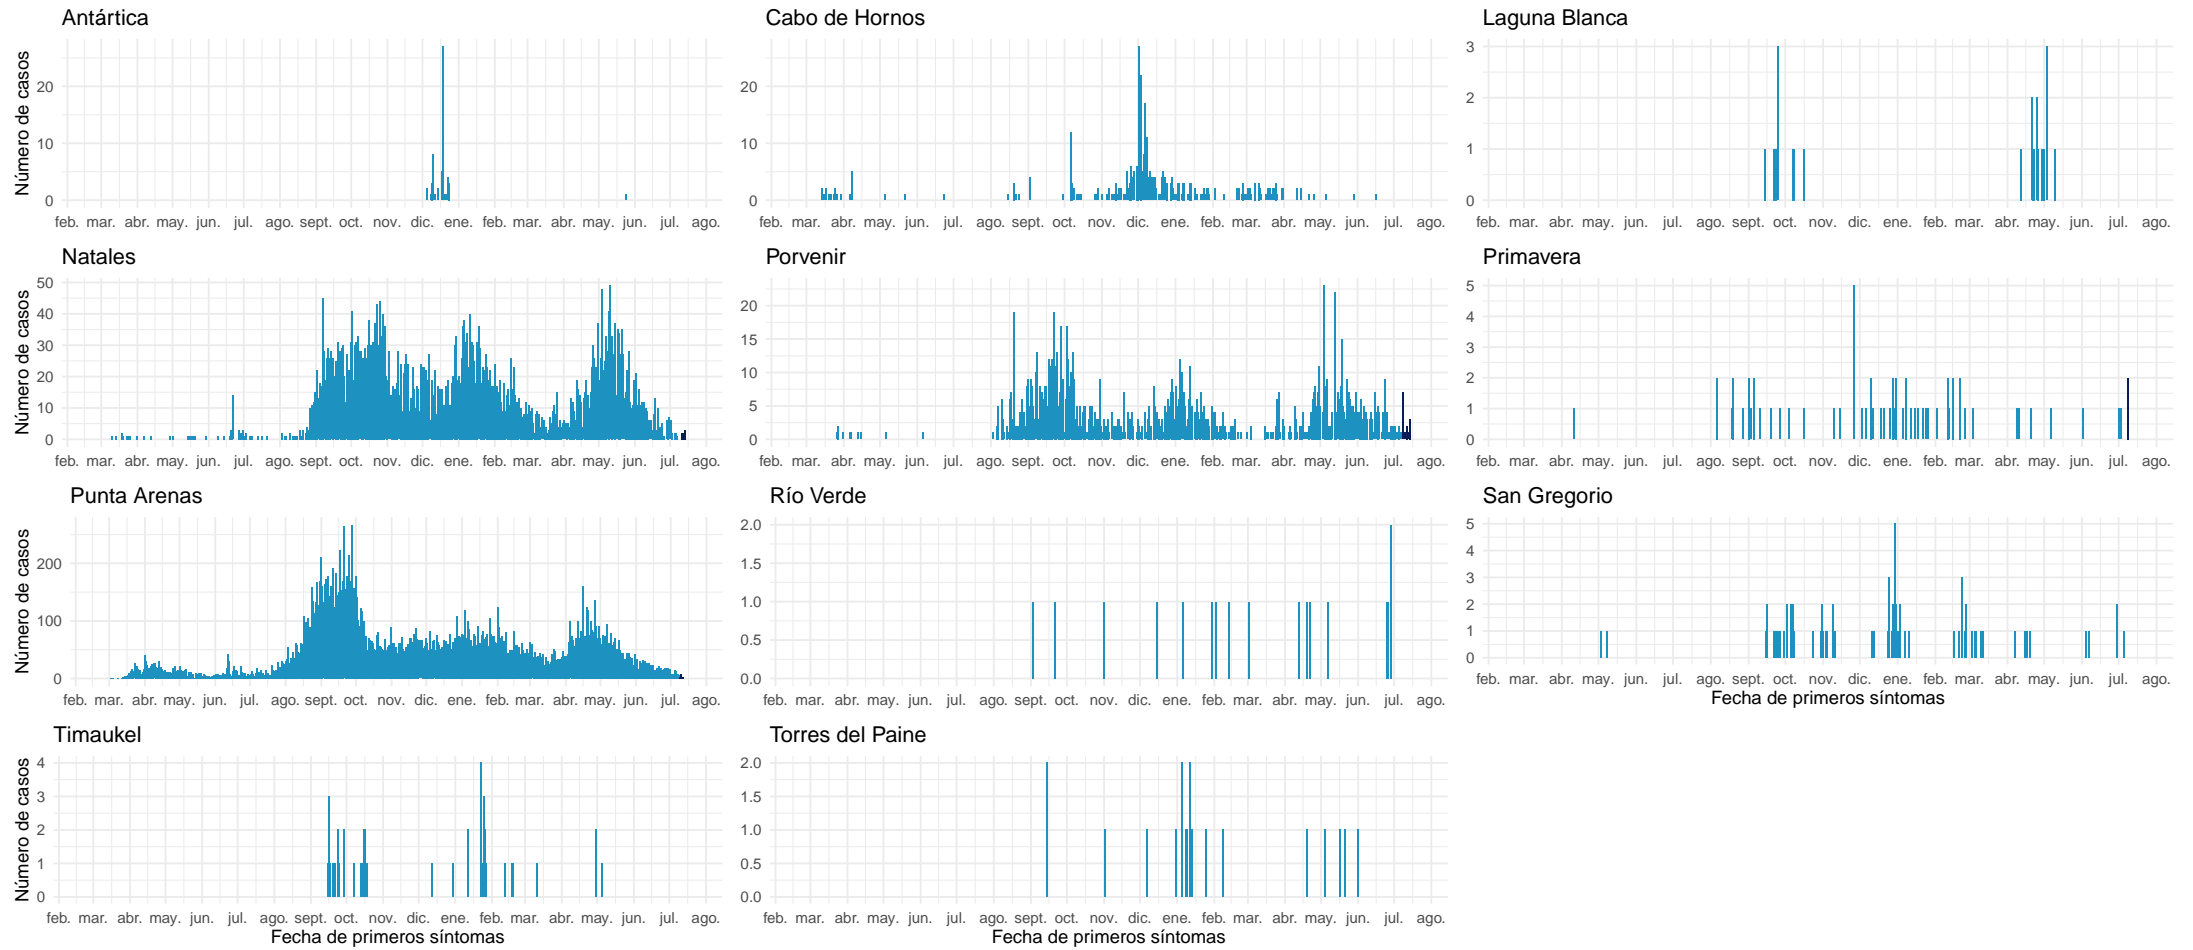 Antártica
Cabo de Hornos
Laguna Blanca
Número de casos
20
10
0
20
10
0
3
2
1
0
feb. mar. abr. may. jun. jul. ago. sept. oct. nov. dic. ene. feb. mar. abr. may. jun. jul. ago.
feb. mar. abr. may. jun. jul. ago. sept. oct. nov. dic. ene. feb. mar. abr. may. jun. jul. ago.
feb. mar. abr. may. jun. jul. ago. sept. oct. nov. dic. ene. feb. mar. abr. may. jun. jul. ago.
Natales
Porvenir
Primavera
Número de casos
50
40
30
20
10
0
20
15
10
5
0
5
4
3
2
1
0
feb. mar. abr. may. jun. jul. ago. sept. oct. nov. dic. ene. feb. mar. abr. may. jun. jul. ago.
feb. mar. abr. may. jun. jul. ago. sept. oct. nov. dic. ene. feb. mar. abr. may. jun. jul. ago.
feb. mar. abr. may. jun. jul. ago. sept. oct. nov. dic. ene. feb. mar. abr. may. jun. jul. ago.
Punta Arenas
Río Verde
San Gregorio
Número de casos
200
100
0
2.0
1.5
1.0
0.5
0.0
5
4
3
2
1
0
feb. mar. abr. may. jun. jul. ago. sept. oct. nov. dic. ene. feb. mar. abr. may. jun. jul. ago.
feb. mar. abr. may. jun. jul. ago. sept. oct. nov. dic. ene. feb. mar. abr. may. jun. jul. ago.
feb. mar. abr. may. jun. jul. ago. sept. oct. nov. dic. ene. feb. mar. abr. may. jun. jul. ago.
Fecha de primeros síntomas
Timaukel
Torres del Paine
Número de casos
4
3
2
1
0
2.0
1.5
1.0
0.5
0.0
feb. mar. abr. may. jun. jul. ago. sept. oct. nov. dic. ene. feb. mar. abr. may. jun. jul. ago.
feb. mar. abr. may. jun. jul. ago. sept. oct. nov. dic. ene. feb. mar. abr. may. jun. jul. ago.
Fecha de primeros síntomas
Fecha de primeros síntomas